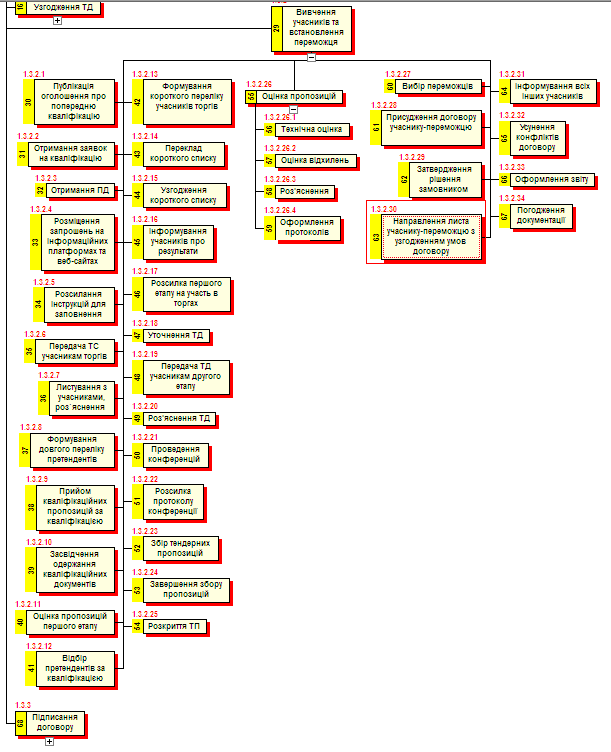 16
Узгодження ТД
29
Вивчення
учасників та
встановлення
переможця
1.3.2.1
30
Публікація
оголошення про
попередню
кваліфікацію
1.3.2.2
31
Отримання заявок
на кваліфікацію
1.3.2.3
32
Отримання ПД
1.3.2.4
33
Розміщення
запрошень на
інформаційних
платформах та
веб-сайтах
1.3.2.5
34
Розсилання
інструкцій для
заповнення
1.3.2.6
35
Передача ТС
учасникам торгів
1.3.2.7
36
Листування з
учасниками,
роз`яснення
1.3.2.8
37
Формування
довгого переліку
претендентів
1.3.2.9
38
Прийом
кваліфікаційних
пропозицій за
кваліфікацією
1.3.2.10
39
Засвідчення
одержання
кваліфікаційних
документів
1.3.2.11
40
Оцінка пропозицій
першого етапу
1.3.2.12
41
Відбір
претендентів за
кваліфікацією
1.3.2.13
42
Формування
короткого переліку
учасників торгів
1.3.2.14
43
Переклад
короткого списку
1.3.2.15
44
Узгодження
короткого списку
1.3.2.16
45
Інформування
учасників про
результати
1.3.2.17
46
Розсилка першого
етапу на участь в
торгах
1.3.2.18
47
Уточнення ТД
1.3.2.19
48
Передача ТД
учасникам другого
етапу
1.3.2.20
49
Роз`яснення ТД
1.3.2.21
50
Проведення
конференцій
1.3.2.22
51
Розсилка
протоколу
конференції
1.3.2.23
52
Збір тендерних
пропозицій
1.3.2.24
53
Завершення збору
пропозицій
1.3.2.25
54
Розкриття ТП
1.3.2.26
55
Оцінка пропозицій
1.3.2.26.1
56
Технічна оцінка
1.3.2.26.2
57
Оцінка відхилень
1.3.2.26.3
58
Роз'яснення
1.3.2.26.4
59
Оформлення
протоколів
1.3.2.27
60
Вибір переможців
1.3.2.28
61
Присудження договору
учаснику-переможцю
1.3.2.29
62
Затвердження
рішення
замовником
1.3.2.30
63
Направлення листа
учаснику-переможцю з
узгодженням умов
договору
1.3.2.31
64
Інформування всіх
інших учасників
1.3.2.32
65
Усунення
конфліктів
договору
1.3.2.33
66
Оформлення звіту
1.3.2.34
67
Погодження
документації
1.3.3
68
Підписання
договору